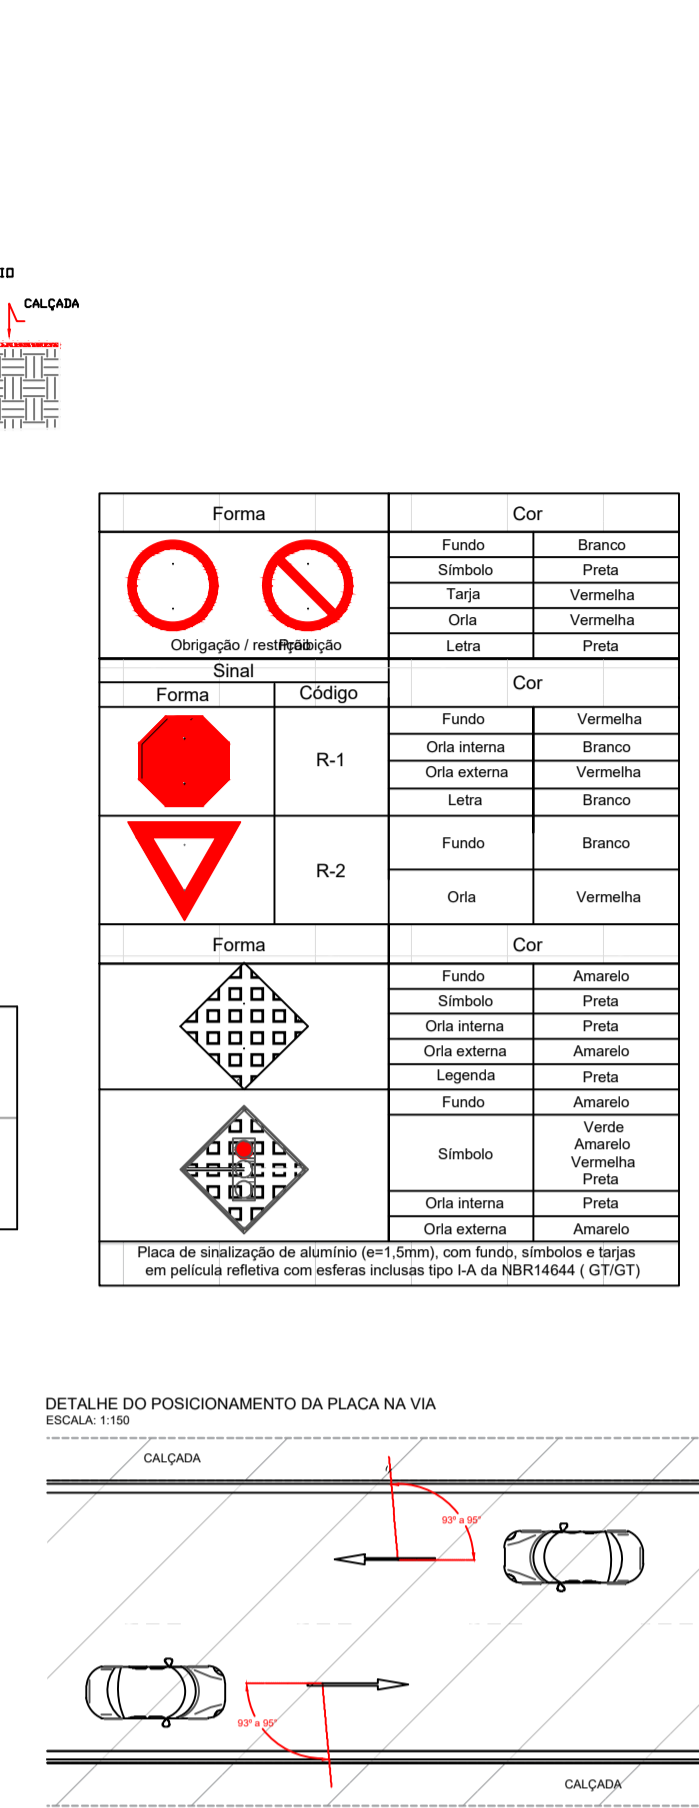 IO
CALÇADA
Forma
Cor
Fundo
Branco
Símbolo
Preta
Tarja
Vermelha
Orla
Vermelha
Obrigação / restrição
Proibição
Letra
Preta
Sinal
Cor
Forma
Código
R-1
Fundo
Vermelha
Orla interna
Branco
Orla externa
Vermelha
Letra
Branco
R-2
Fundo
Branco
Orla
Vermelha
Forma
Cor
Fundo
Amarelo
Símbolo
Preta
Orla interna
Preta
Orla externa
Amarelo
Legenda
Preta
Fundo
Amarelo
Símbolo
Verde
Amarelo
Vermelha
Preta
Orla interna
Preta
Orla externa
Amarelo
Placa de sinalização de alumínio (e=1,5mm), com fundo, símbolos e tarjas
em película refletiva com esferas inclusas tipo I-A da NBR14644 ( GT/GT)
DETALHE DO POSICIONAMENTO DA PLACA NA VIA
ESCALA: 1:150
CALÇADA
93º a 95º
93º a 95º
CALÇADA